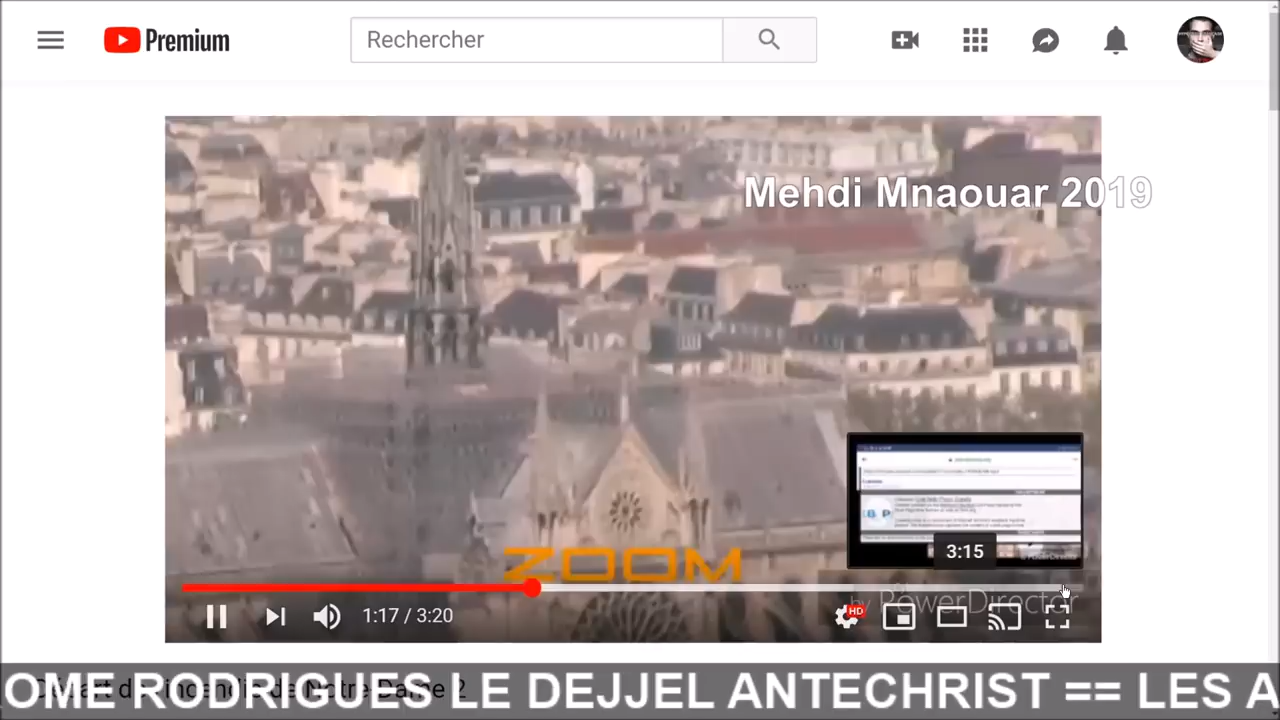 Premium
Rechercher
Mehdi Mnaouar 2019
ZOOM
3:15
by PowerDirector
1:17 / 3:20
HD
OME RODRIGUES LE DEJJEL ANTECHRIST == LES A